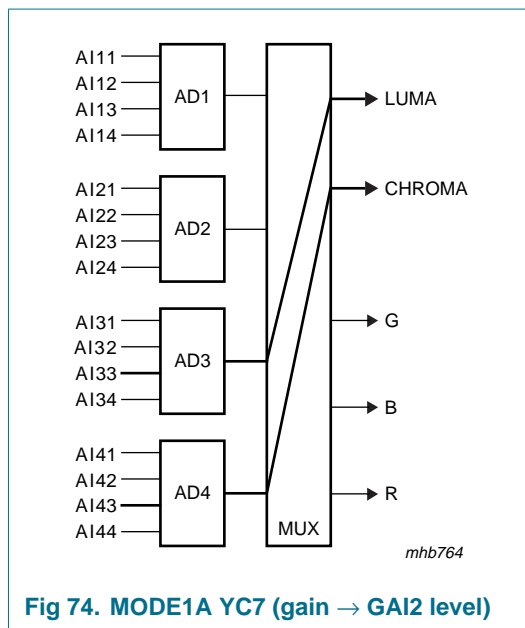 AI11
AI12
AI13
AI14
AD1
AI21
AI22
AI23
AI24
AD2
AI31
AI32
AI33
AI34
AD3
AI41
AI42
AI43
AI44
AD4
MUX
LUMA
CHROMA
G
B
R
mhb764
Fig 74. MODE1A YC7 (gain → GAI2 level)